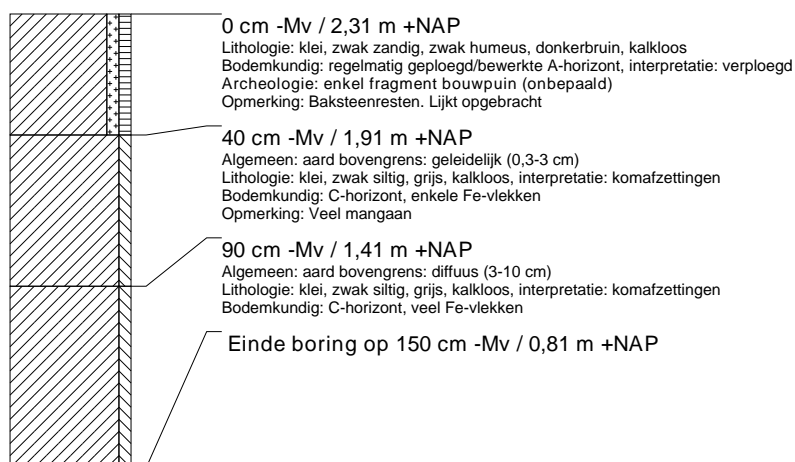 0 cm -Mv / 2,31 m +NAP
Lithologie: klei, zwak zandig, zwak humeus, donkerbruin, kalkloos
Bodemkundig: regelmatig geploegd/bewerkte A-horizont, interpretatie: verploegd
Archeologie: enkel fragment bouwpuin (onbepaald)
Opmerking: Baksteenresten. Lijkt opgebracht
40 cm -Mv / 1,91 m +NAP
Algemeen: aard bovengrens: geleidelijk (0,3-3 cm)
Lithologie: klei, zwak siltig, grijs, kalkloos, interpretatie: komafzettingen
Bodemkundig: C-horizont, enkele Fe-vlekken
Opmerking: Veel mangaan
90 cm -Mv / 1,41 m +NAP
Algemeen: aard bovengrens: diffuus (3-10 cm)
Lithologie: klei, zwak siltig, grijs, kalkloos, interpretatie: komafzettingen
Bodemkundig: C-horizont, veel Fe-vlekken
Einde boring op 150 cm -Mv / 0,81 m +NAP